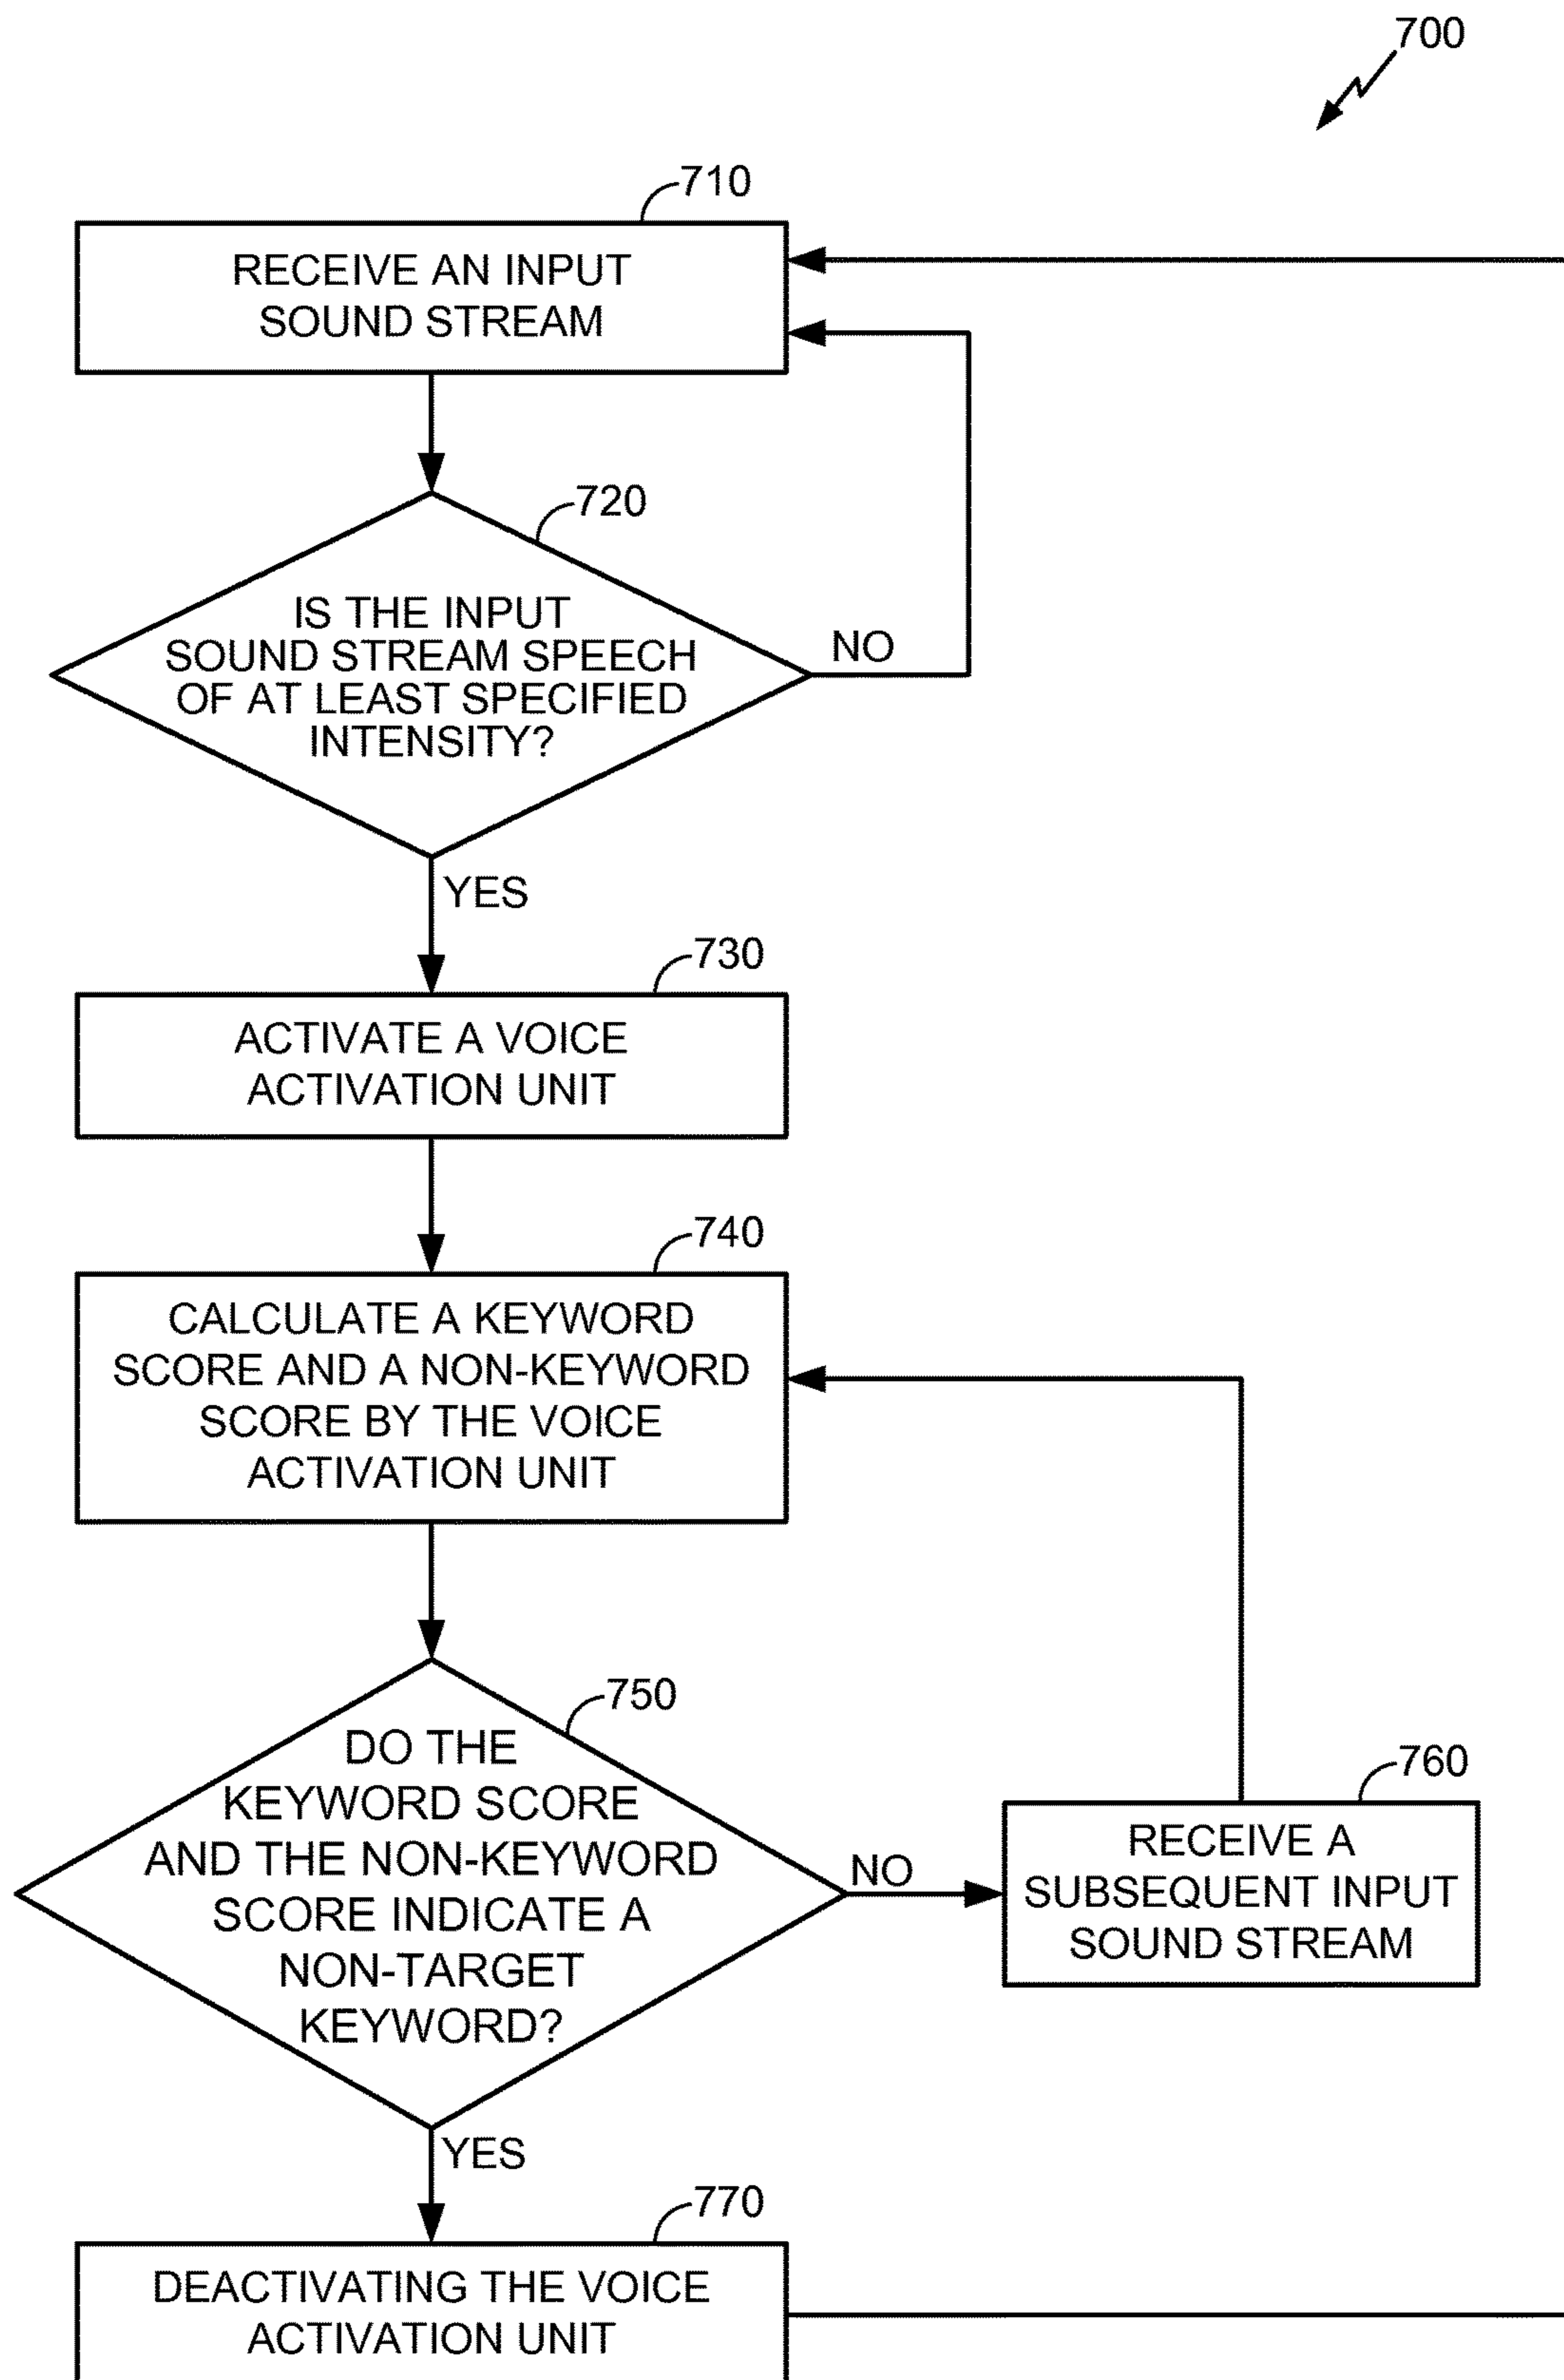 700
710
RECEIVE AN INPUT
SOUND STREAM
720
IS THE INPUT
SOUND STREAM SPEECH
OF AT LEAST SPECIFIED
INTENSITY?
NO
YES
730
ACTIVATE A VOICE
ACTIVATION UNIT
740
CALCULATE A KEYWORD
SCORE AND A NON-KEYWORD
SCORE BY THE VOICE
ACTIVATION UNIT
750
DO THE
KEYWORD SCORE
AND THE NON-KEYWORD
SCORE INDICATE A
NON-TARGET
KEYWORD?
NO
760
RECEIVE A
SUBSEQUENT INPUT
SOUND STREAM
YES
770
DEACTIVATING THE VOICE
ACTIVATION UNIT